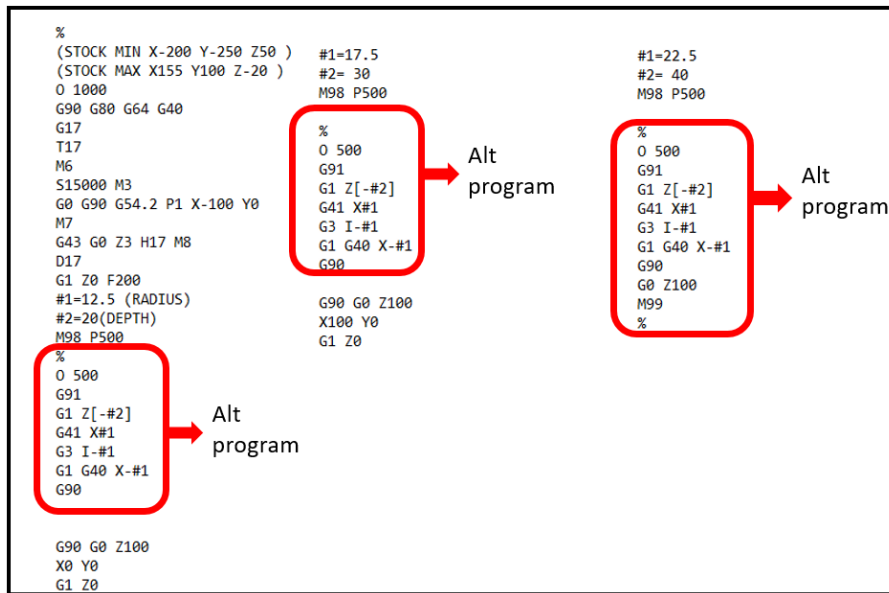 %
(STOCK MIN X-200 Y-250 Z50 )
(STOCK MAX X155 Y100 Z-20 )
O 1000
G90 G80 G64 G40
G17
T17
M6
S15000 M3
G0 G90 G54.2 P1 X-100 Y0
M7
G43 G0 Z3 H17 M8
D17
G1 Z0 F200
#1=12.5 (RADIUS)
#2=20(DEPTH)
M98 P500
%
O 500
G91
G1 Z[-#2]
G41 X#1
G3 I-#1
G1 G40 X-#1
G90
Alt
program
G90 G0 Z100
X0 Y0
G1 Z0
#1=17.5
#2= 30
M98 P500
%
O 500
G91
G1 Z[-#2]
G41 X#1
G3 I-#1
G1 G40 X-#1
G90
Alt
program
G90 G0 Z100
X100 Y0
G1 Z0
#1=22.5
#2= 40
M98 P500
%
O 500
G91
G1 Z[-#2]
G41 X#1
G3 I-#1
G1 G40 X-#1
G90
G0 Z100
M99
%
Alt
program